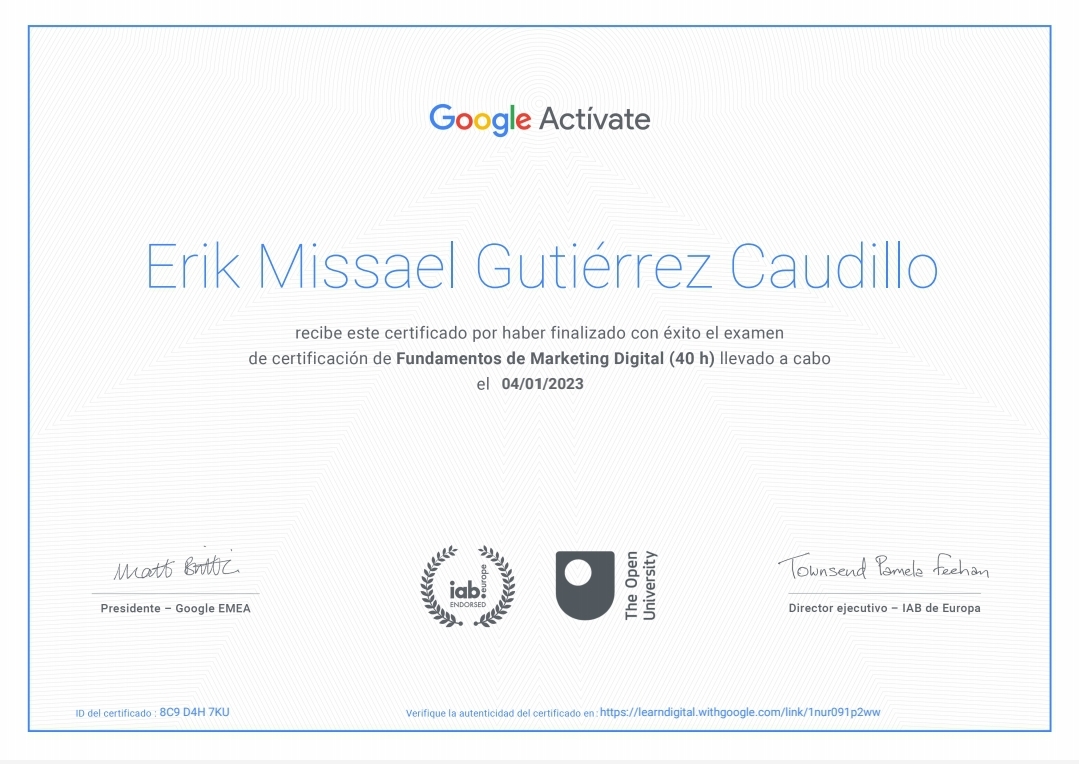 Google Actívate
Erik Missael Gutiérrez Caudillo
recibe este certificado por haber finalizado con éxito el examen
de certificación de Fundamentos de Marketing Digital (40 h) llevado a cabo
el 04/01/2023
Matt Brittin
Presidente – Google EMEA
iab. europe
ENDORSED
The Open
University
Townsend Pamela Feehan
Director ejecutivo – IAB de Europa
ID del certificado : 8C9 D4H 7KU
Verifique la autenticidad del certificado en : https://learndigital.withgoogle.com/link/1nur091p2ww